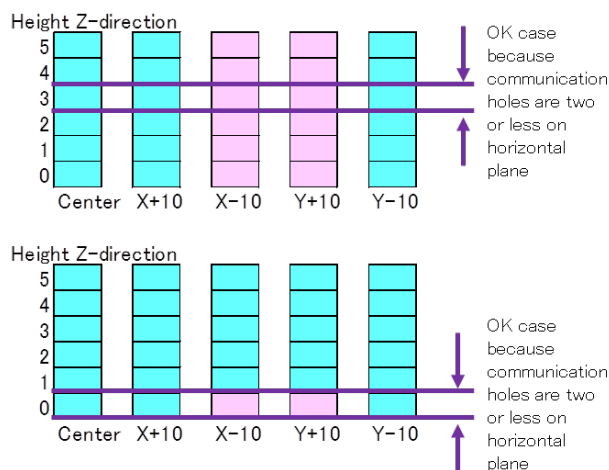 Height Z-direction
5
4
3
2
1
0
Center X+10 X-10 Y+10 Y-10
OK case
because
communication
holes are two
or less on
horizontal
plane
Height Z-direction
5
4
3
2
1
0
Center X+10 X-10 Y+10 Y-10
OK case
because
communication
holes are two
or less on
horizontal
plane